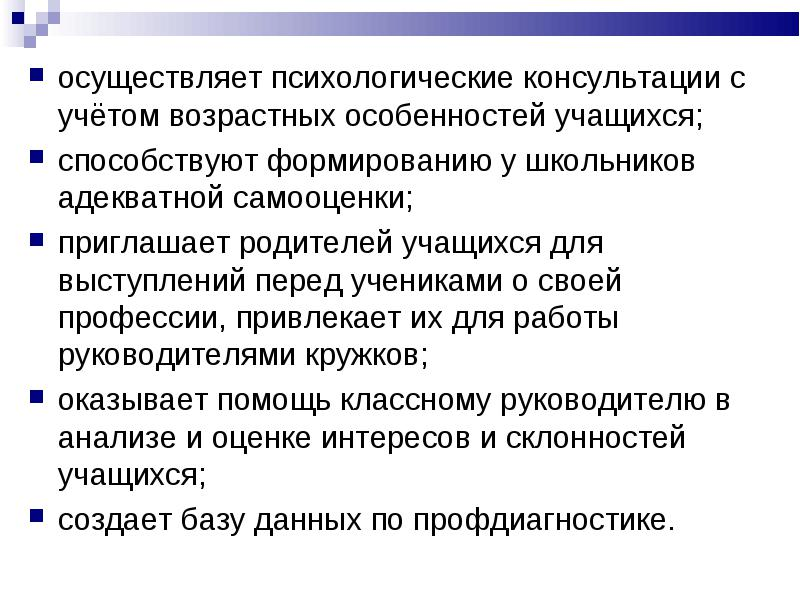 осуществляет психологические консультации с
учётом возрастных особенностей учащихся;
способствуют формированию у школьников
адекватной самооценки;
приглашает родителей учащихся для
выступлений перед учениками о своей
профессии, привлекает их для работы
руководителями кружков;
оказывает помощь классному руководителю в
анализе и оценке интересов и склонностей
учащихся;
создает базу данных по профдиагностике.